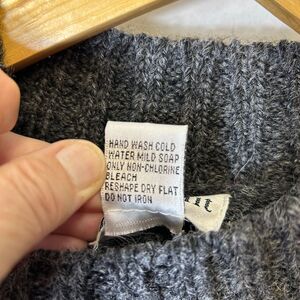 HAND WASH COLD
WATER MILD SOAP
ONLY NON-CHLORINE
BLEACH
RESHAPE DRY FLAT
DO NOT IRON